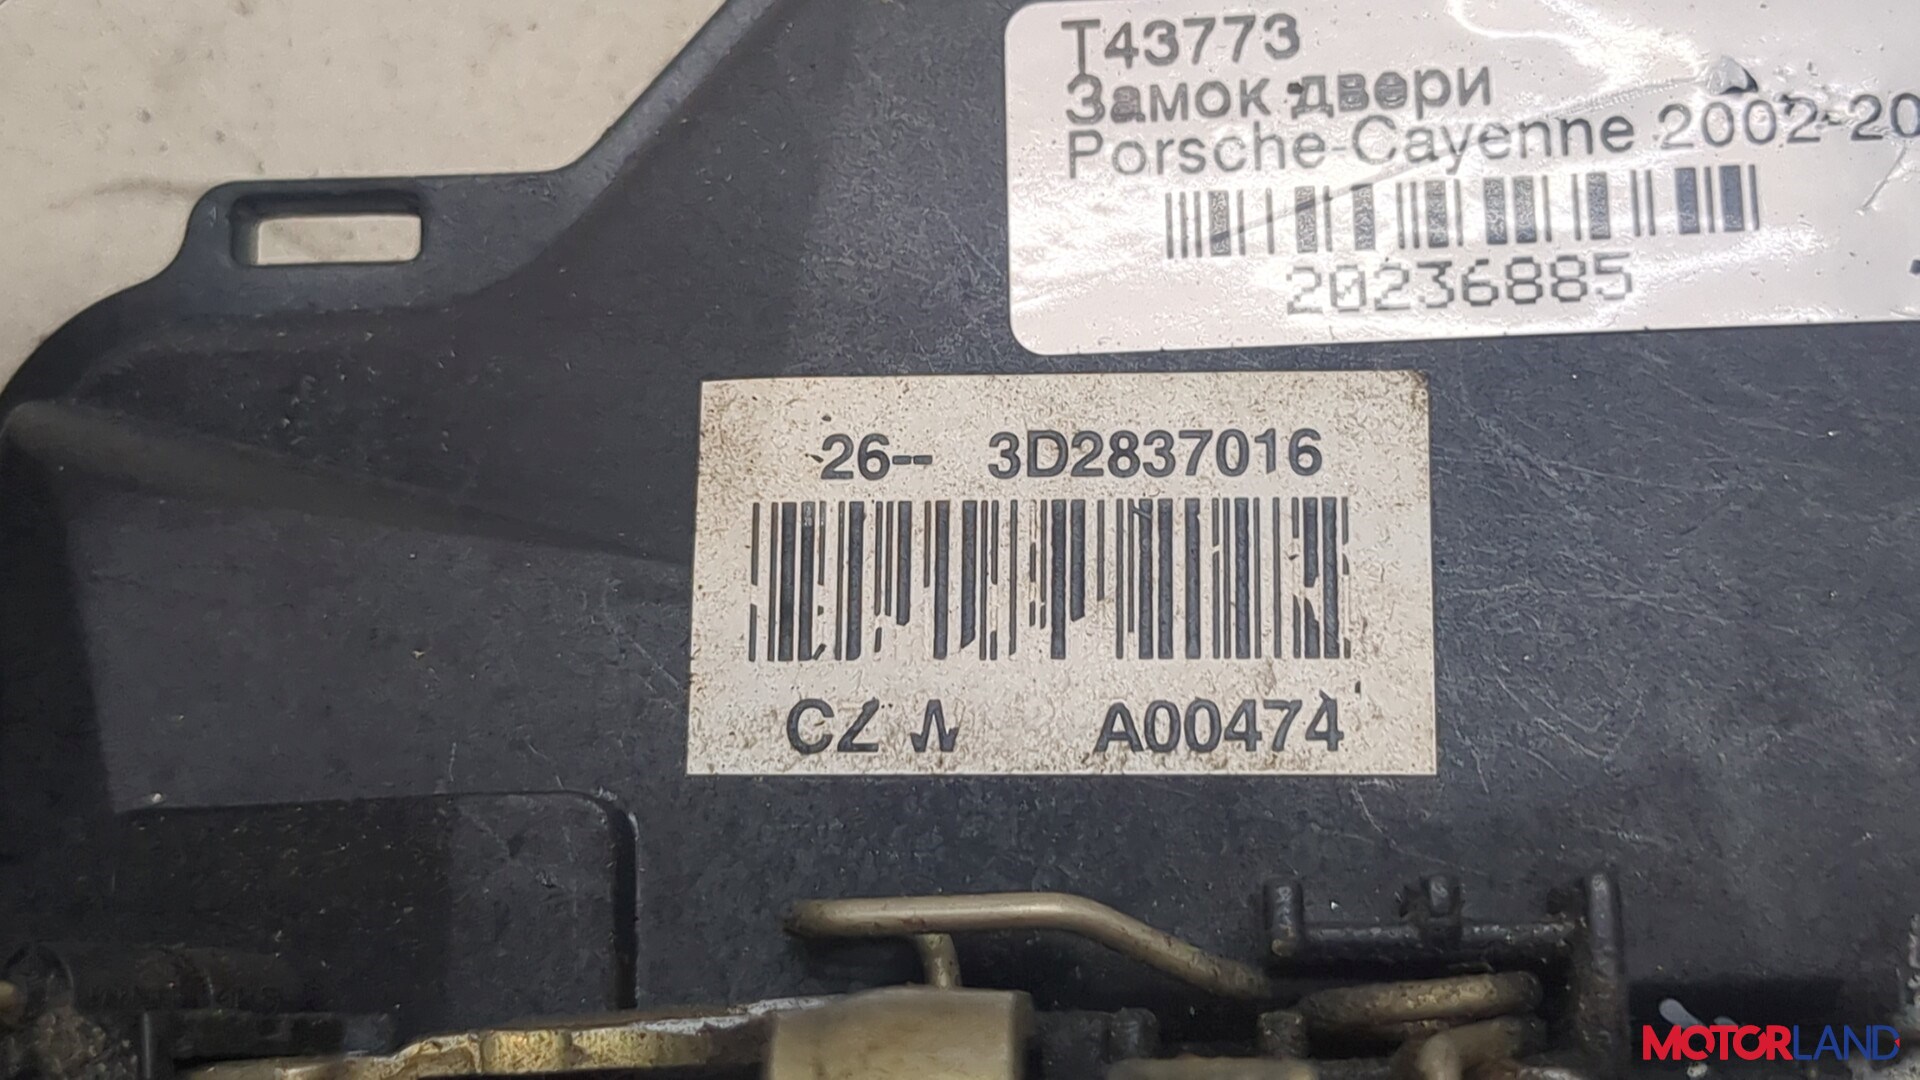 T43773
Замок двери
Porsche Cayenne 2002-20
20236885
26-- 3D2837016
CZ
A00474
MOTORLAND